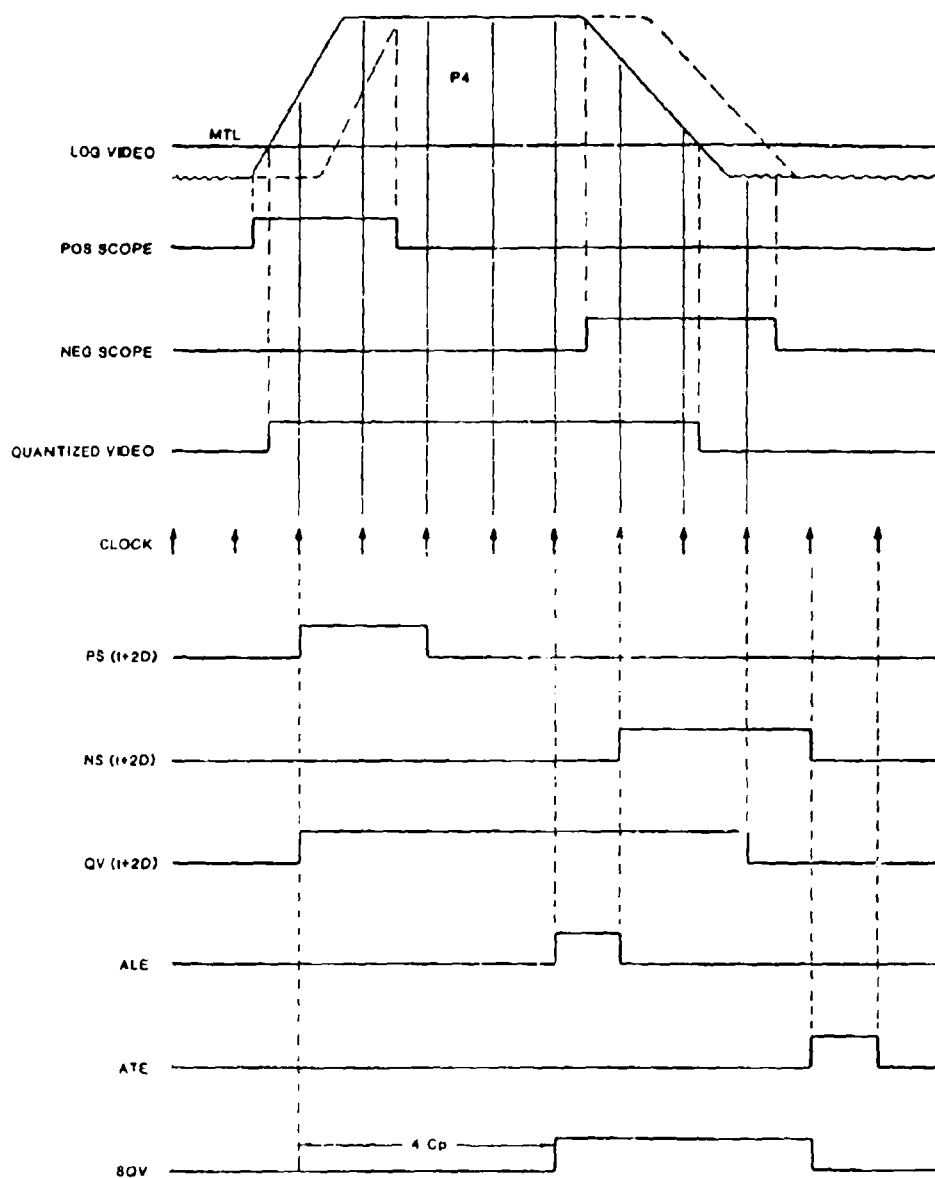 P4
MTL
LOG VIDEO
POS SCOPE
NEG SCOPE
QUANTIZED VIDEO
CLOCK
PS (1+2D)
NS (1+2D)
QV (1+2D)
ALE
ATE
4 Cp
8QV